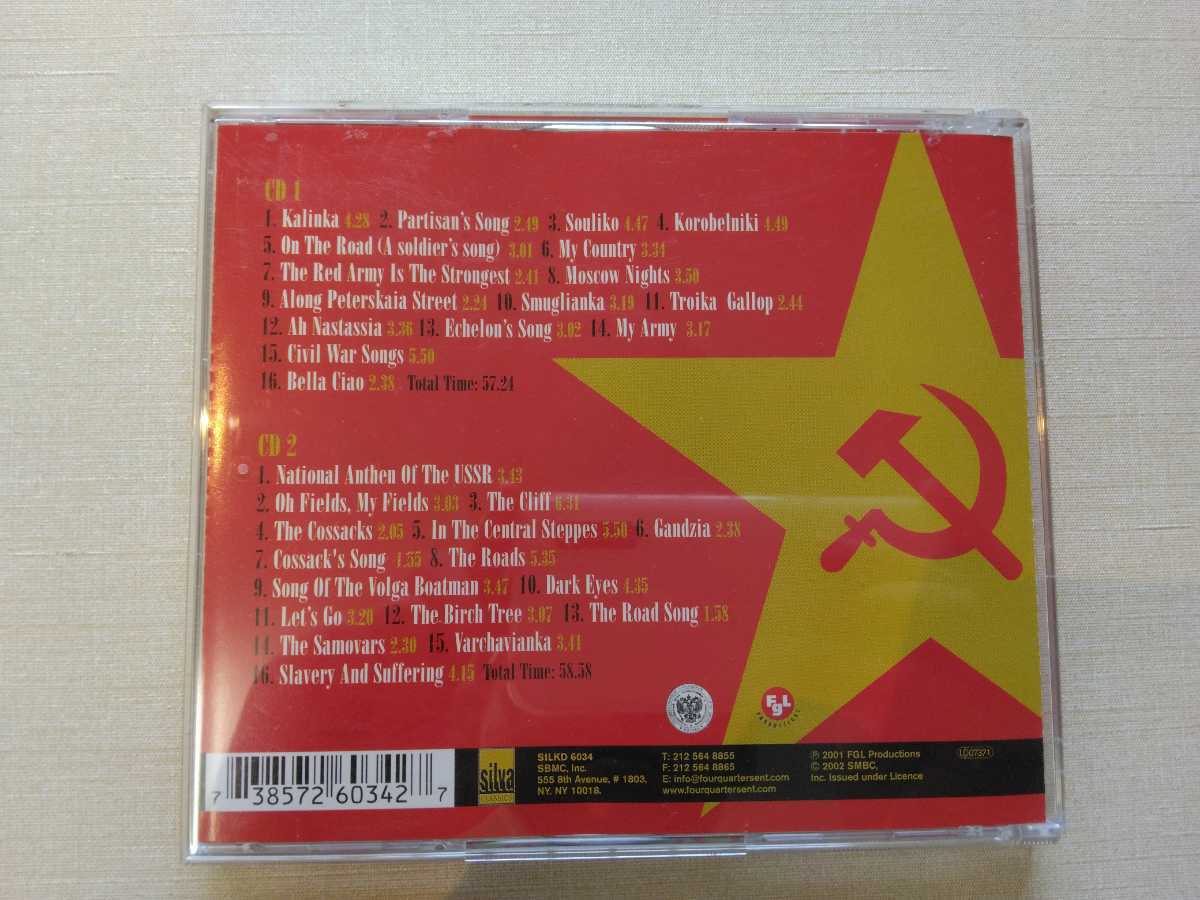 CD 1
1. Kalinka 4.28 2. Partisan's Song 2.49 3. Souliko 4.47 4. Korobelniki 4.49
5. On The Road (A soldier's song) 3.01 6. My Country 3.34
7. The Red Army Is The Strongest 2.41 8. Moscow Nights 3.50
9. Along Peterskaia Street 2.24 10. Smuglianka 3.19 11. Troika Gallop 2.44
12. Ah Nastassia 3.36 13. Echelon's Song 3.02 14. My Army 3.17
15. Civil War Songs 5.50
16. Bella Ciao 2.38 . Total Time: 57.24
CD 2
1. National Anthen Of The USSR 3.43
2. Oh Fields, My Fields 3.03 3. The Cliff 6.31
4. The Cossacks 2.05 5. In The Central Steppes 5.50 6. Gandzia 2.38
7. Cossack's Song 4.55 8. The Roads 5.35
9. Song Of The Volga Boatman 3.47 10. Dark Eyes 4.35
11. Let's Go 3.20 12. The Birch Tree 3.07 13. The Road Song 1.58
14. The Samovars 2.30 15. Varchavianka 3.41
16. Slavery And Suffering 4.15 Total Time: 58.58
FgL
PRODUCTIONS
7 38572 60342 7
silva
CLASSICS
SILKD 6034
SBMC, Inc.
555 8th Avenue, # 1803,
NY. NY 10018.
T: 212 564 8855
F: 212 564 8865
E: info@fourquartersent.com
www.fourquartersent.com
℗ 2001 FGL Productions
© 2002 SMBC,
Inc. Issued under Licence
LC07371